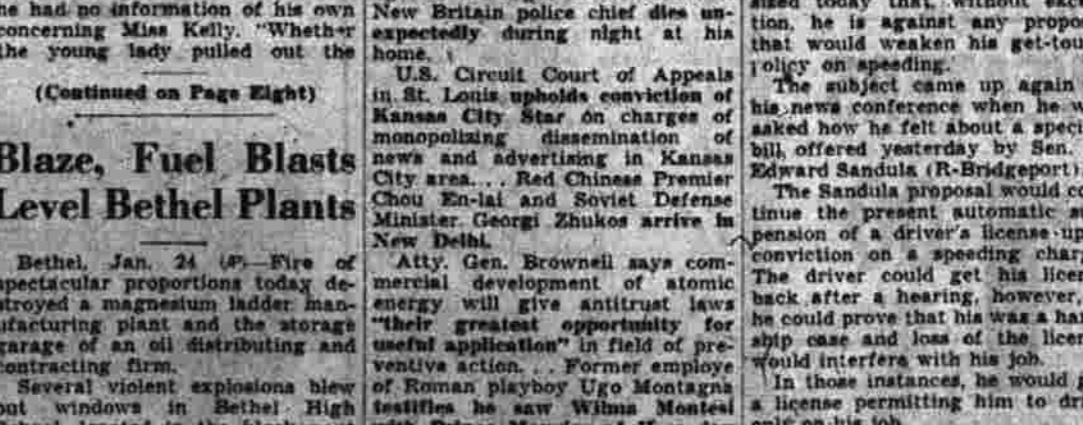 he had no information of his own
concerning Miss Kelly. "Whether
the young lady pulled out the
(Continued on Page Eight)
Blaze, Fuel Blasts
Level Bethel Plants
Bethel, Jan. 24 (AP)—Fire of
spectacular proportions today de-
stroyed a magnesium ladder man-
ufacturing plant and the storage
garage of an oil distributing and
contracting firm.
Several violent explosions blew
out windows in Bethel High
New Britain police chief dies un-
expectedly during night at his
home.
U.S. Circuit Court of Appeals
in St. Louis upholds conviction of
Kansas City Star on charges of
monopolizing dissemination of
news and advertising in Kansas
City area. . . Red Chinese Premier
Chou En-lai and Soviet Defense
Minister Georgi Zhukos arrive in
New Delhi.
Atty. Gen. Brownell says com-
mercial development of atomic
energy will give antitrust laws
"their greatest opportunity for
useful application" in field of pre-
ventive action. . . Former employe
of Roman playboy Ugo Montagna
testifies he saw Wilma Montesi
asked today that, without
tion, he is against any propo
that would weaken his get-tou
policy on speeding.
The subject came up again
his news conference when he w
asked how he felt about a speci
bill, offered yesterday by Sen.
Edward Sandula (R-Bridgeport)
The Sandula proposal would co
tinue the present automatic su
pension of a driver's license up
conviction on a speeding char
The driver could get his licen
back after a hearing, however,
he could prove that his was a har
ship case and loss of the licen
would interfere with his job.
In those instances, he would
a license permitting him to dri
only on his job.